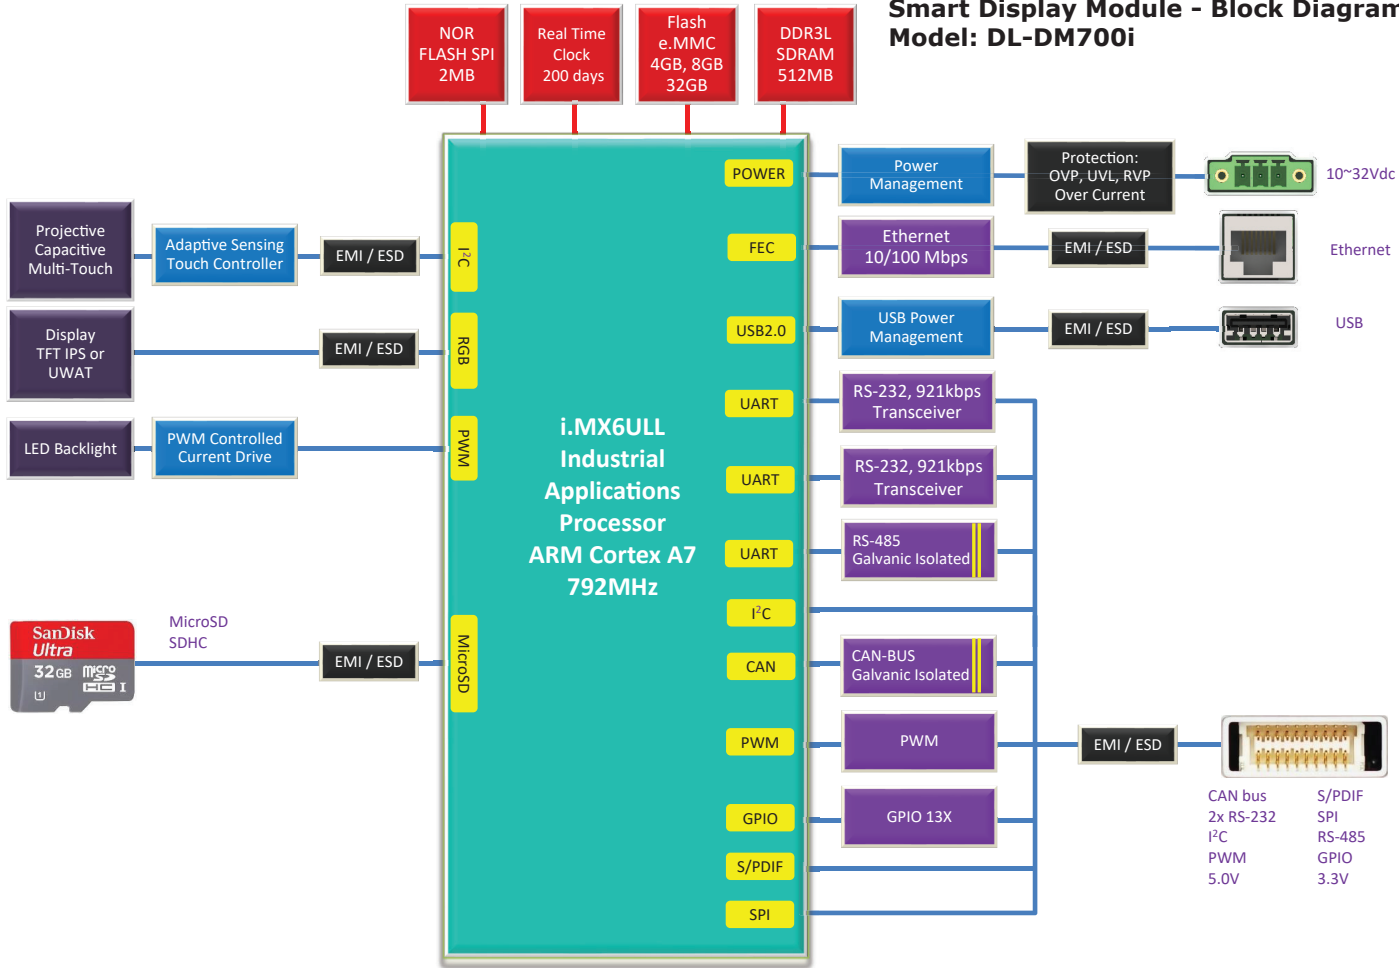 Smart Display Module - Block Diagram
Model: DL-DM700i
NOR
FLASH SPI
2MB
Real Time
Clock
200 days
Flash
e.MMC
4GB, 8GB
32GB
DDR3L
SDRAM
512MB
Projective
Capacitive
Multi-Touch
Adaptive Sensing
Touch Controller
EMI / ESD
I²C
Display
TFT IPS or
UWAT
EMI / ESD
RGB
LED Backlight
PWM Controlled
Current Drive
PWM
SanDisk
Ultra
32GB
micro
SD
HC I
1
MicroSD
SDHC
EMI / ESD
MicroSD
i.MX6ULL
Industrial
Applications
Processor
ARM Cortex A7
792MHz
POWER
Power
Management
Protection:
OVP, UVL, RVP
Over Current
10~32Vdc
FEC
Ethernet
10/100 Mbps
EMI / ESD
Ethernet
USB2.0
USB Power
Management
EMI / ESD
USB
UART
RS-232, 921kbps
Transceiver
UART
RS-232, 921kbps
Transceiver
UART
RS-485
Galvanic Isolated
I²C
CAN
CAN-BUS
Galvanic Isolated
PWM
PWM
EMI / ESD
GPIO
GPIO 13X
S/PDIF
SPI
CAN bus
2x RS-232
I²C
PWM
5.0V
S/PDIF
SPI
RS-485
GPIO
3.3V